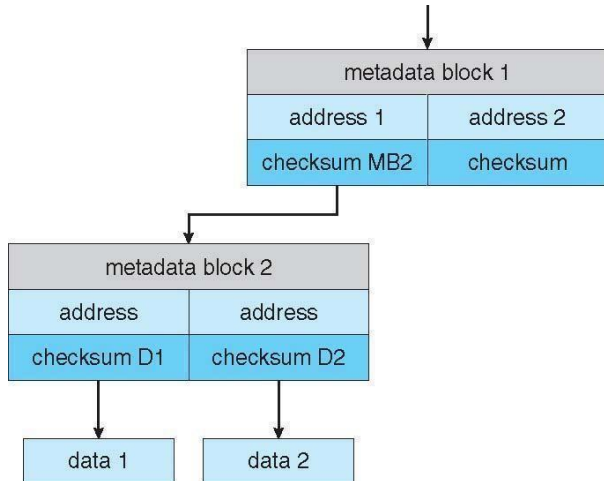 metadata block 1
address 1 address 2
checksum MB2 checksum
metadata block 2
address address
checksum D1 checksum D2
data 1 data 2